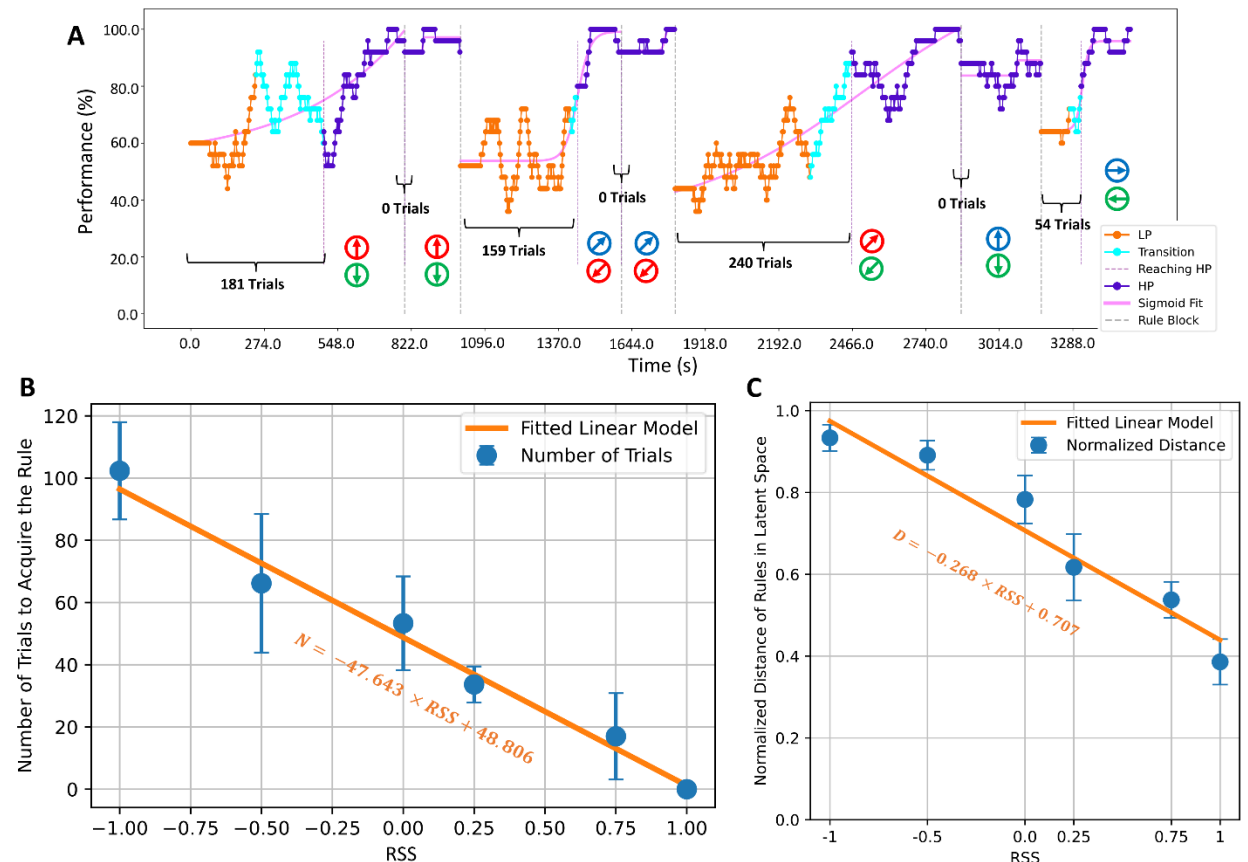 A
Performance (%)
100.0
80.0
60.0
40.0
20.0
0.0
0 Trials
0 Trials
0 Trials
181 Trials
159 Trials
240 Trials
54 Trials
LP
Transition
Reaching HP
HP
Sigmoid Fit
Rule Block
0.0 274.0 548.0 822.0 1096.0 1370.0 1644.0 1918.0 2192.0 2466.0 2740.0 3014.0 3288.0
Time (s)
B
Number of Trials to Acquire the Rule
120
100
80
60
40
20
0
Fitted Linear Model
Number of Trials
N = −47.643 × RSS + 48.806
−1.00 −0.75 −0.50 −0.25 0.00 0.25 0.50 0.75 1.00
RSS
C
Normalized Distance of Rules in Latent Space
1.0
0.8
0.6
0.4
0.2
0.0
Fitted Linear Model
Normalized Distance
D = −0.268 × RSS + 0.707
-1 -0.5 0.0 0.25 0.75 1
RSS